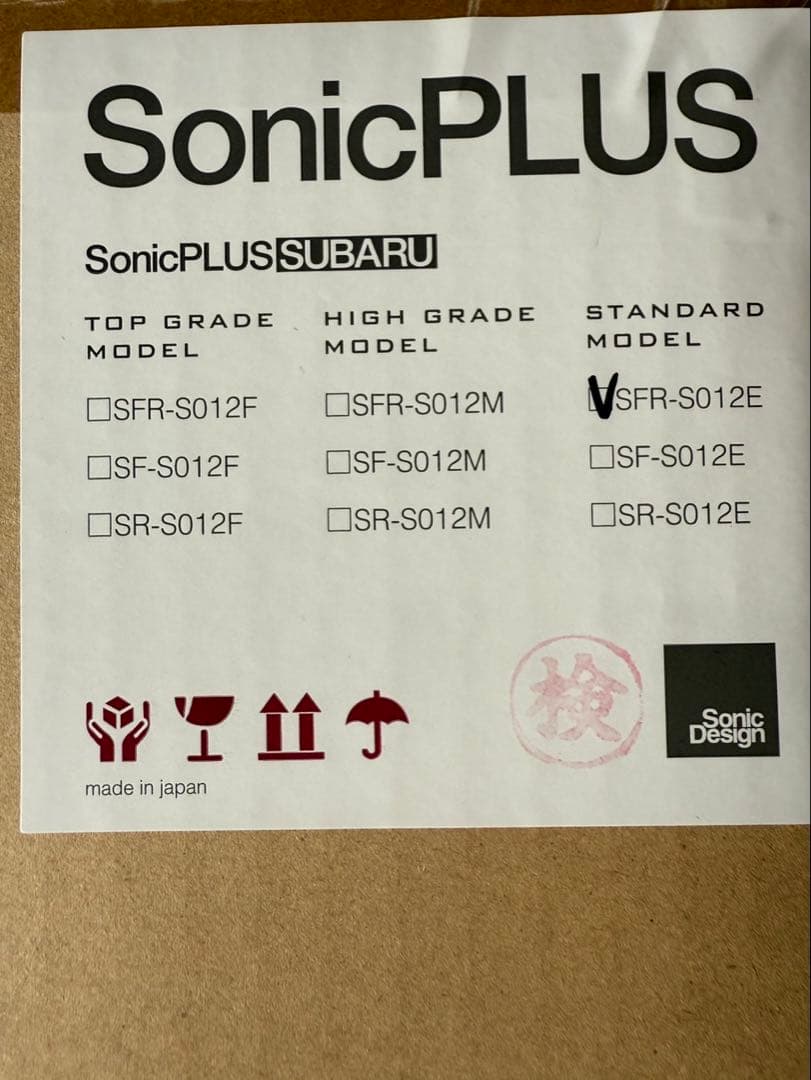 SonicPLUS
SonicPLUS SUBARU
TOP GRADE
MODEL
☐SFR-S012F
☐SF-S012F
☐SR-S012F
HIGH GRADE
MODEL
☐SFR-S012M
☐SF-S012M
☐SR-S012M
STANDARD
MODEL
☑SFR-S012E
☐SF-S012E
☐SR-S012E
検
Sonic
Design
made in japan